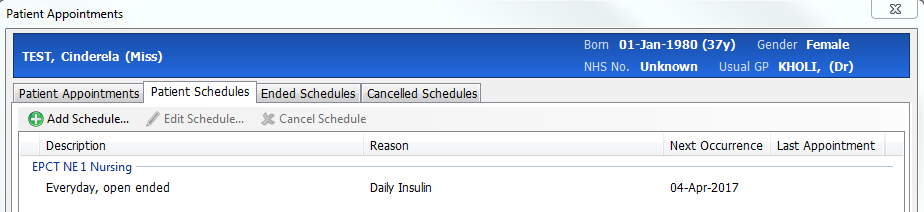 Patient Appointments
TEST, Cinderela (Miss)
Born 01-Jan-1980 (37y) Gender Female
NHS No. Unknown Usual GP KHOLI, (Dr)
Patient Appointments Patient Schedules Ended Schedules Cancelled Schedules
Add Schedule... Edit Schedule... Cancel Schedule
Description Reason Next Occurrence Last Appointment
EPCT NE1 Nursing
Everyday, open ended Daily Insulin 04-Apr-2017